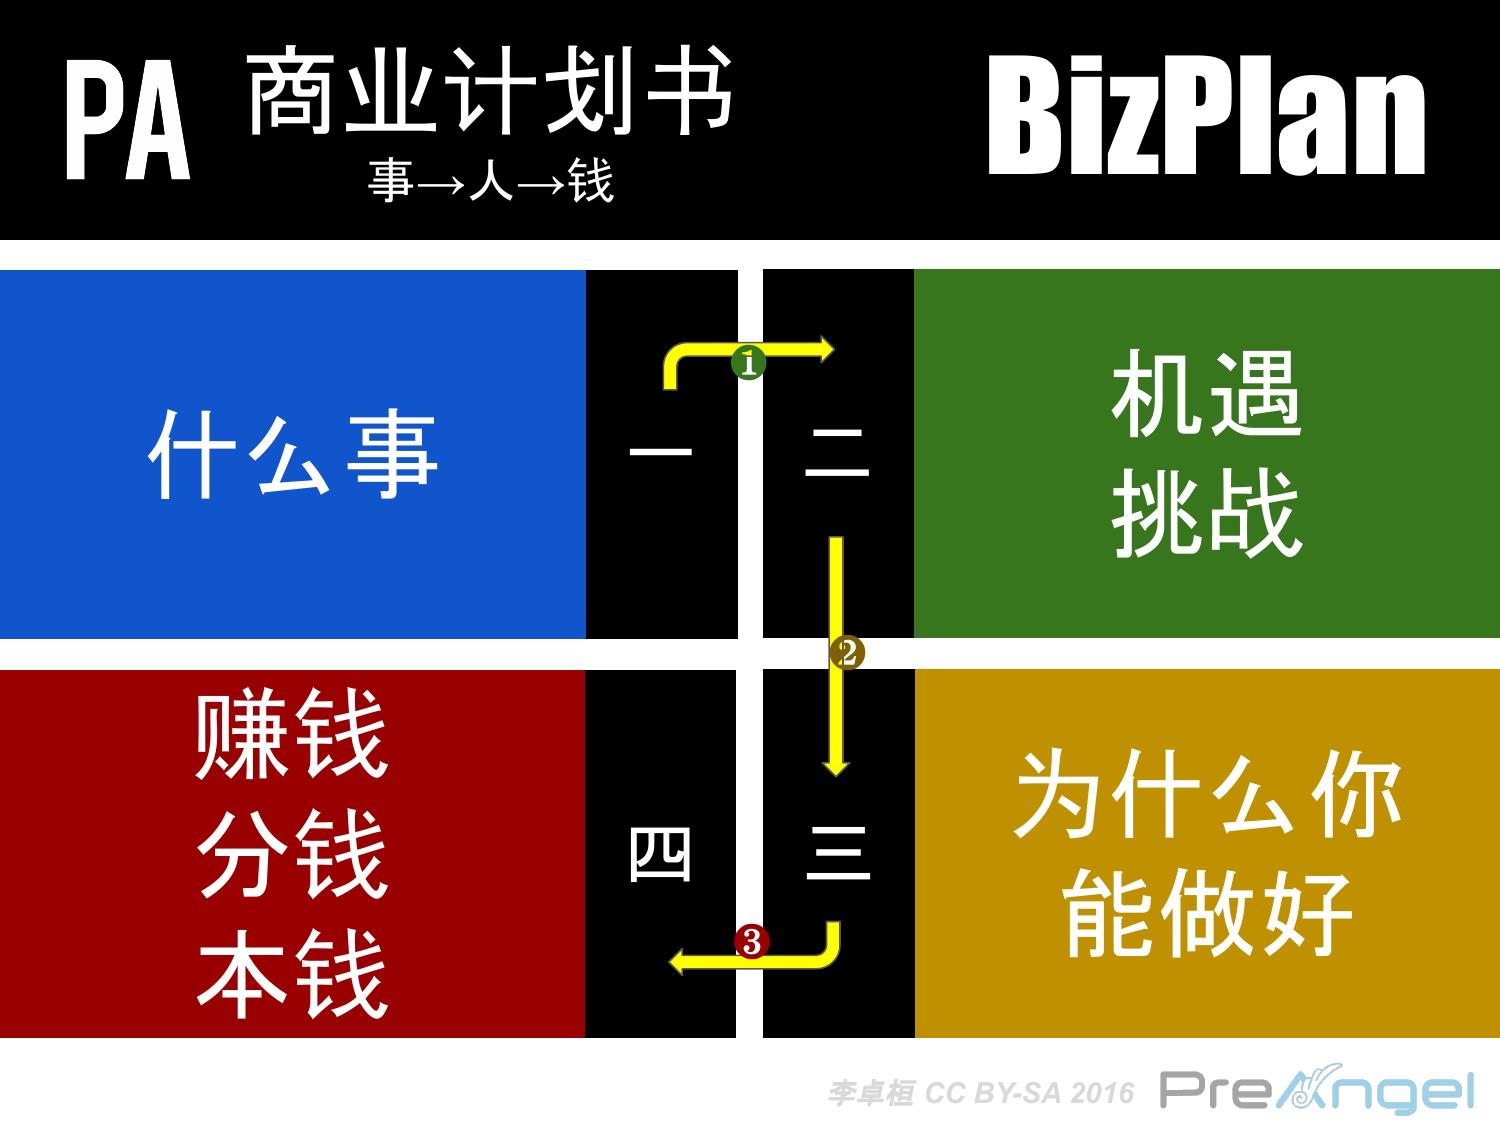 PA
商业计划书
事→人→钱
BizPlan
什么事
一
❶
二
机遇
挑战
❷
赚钱
分钱
本钱
四
❸
三
为什么你
能做好
李卓桓 CC BY-SA 2016
PreAngel